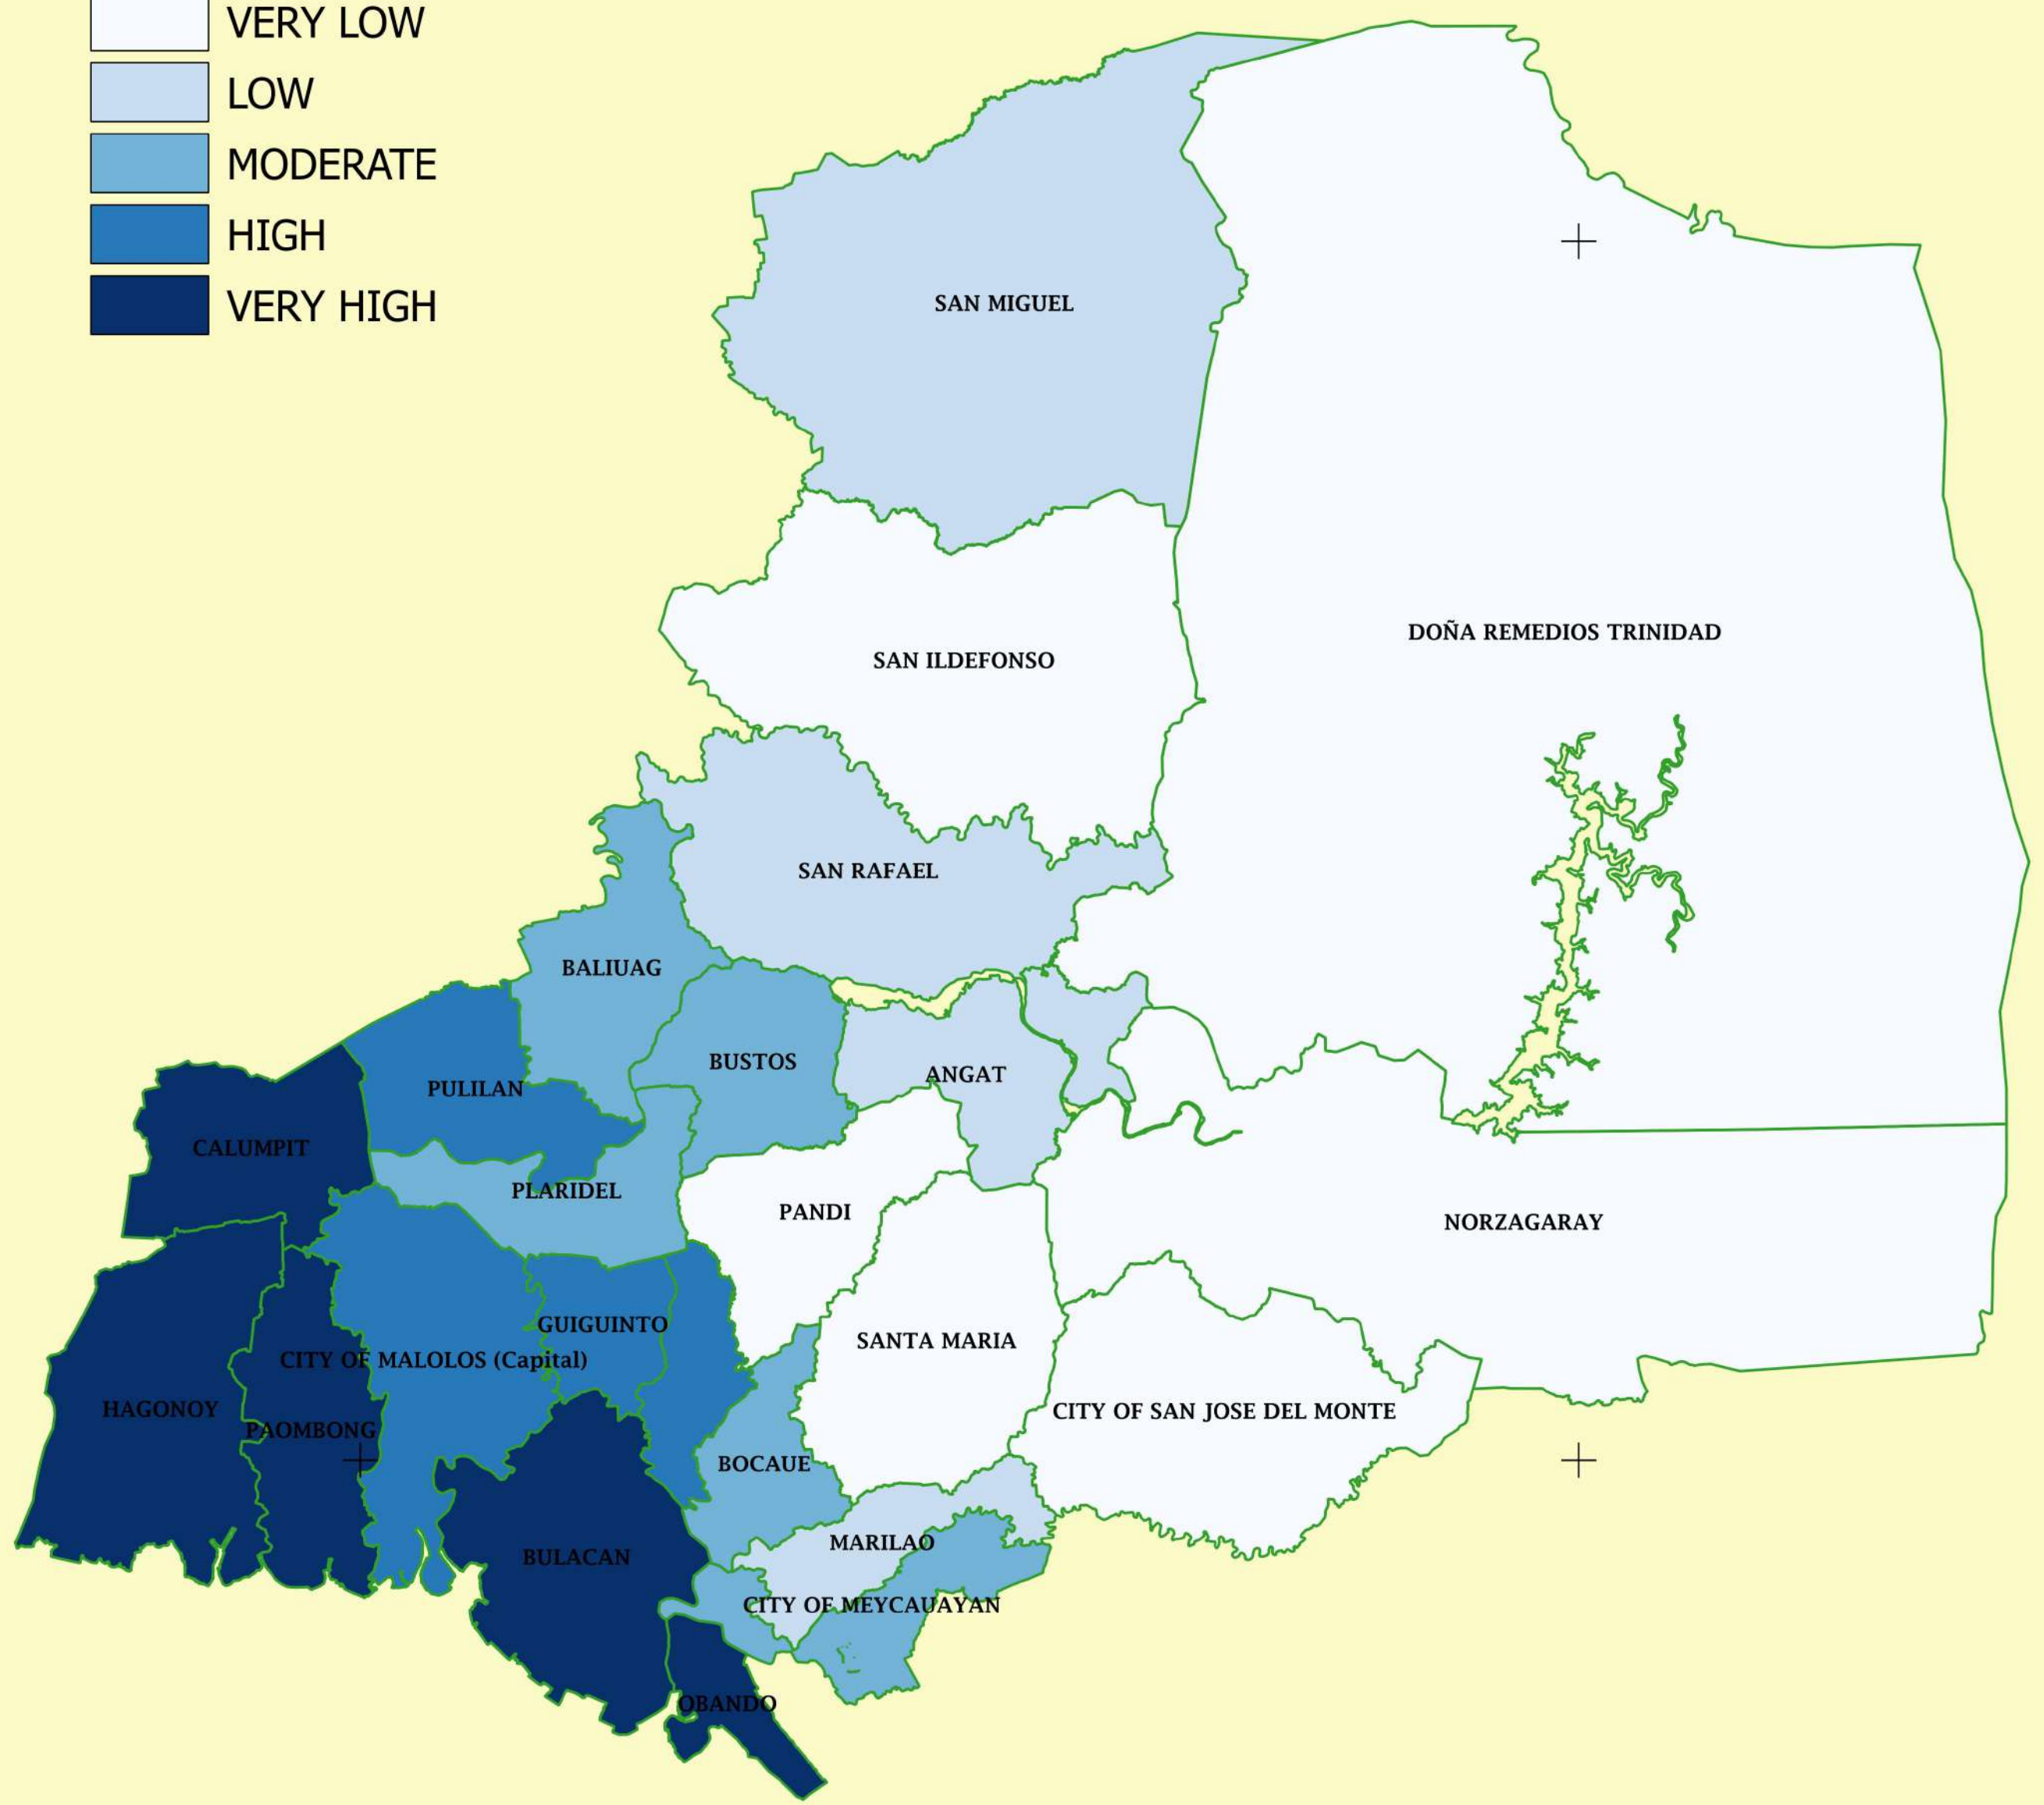 VERY LOW
LOW
MODERATE
HIGH
VERY HIGH
SAN MIGUEL
DOÑA REMEDIOS TRINIDAD
SAN ILDEFONSO
SAN RAFAEL
BALIUAG
BUSTOS
ANGAT
PULILAN
CALUMPIT
PLARIDEL
PANDI
NORZAGARAY
GUIGUINTO
SANTA MARIA
CITY OF MALOLOS (Capital)
HAGONOY
CITY OF SAN JOSE DEL MONTE
PAOMBONG
BOCAUE
MARILAO
BULACAN
CITY OF MEYCAUAYAN
OBANDO